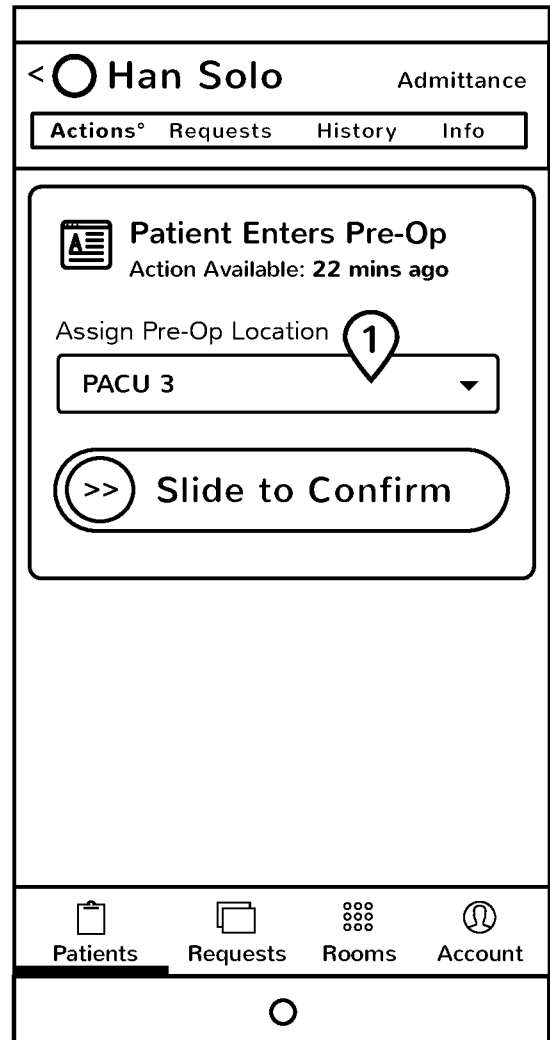 < Han Solo Admittance
Actions° Requests History Info
Patient Enters Pre-Op
Action Available: 22 mins ago
Assign Pre-Op Location
1
PACU 3
>> Slide to Confirm
Patients Requests Rooms Account